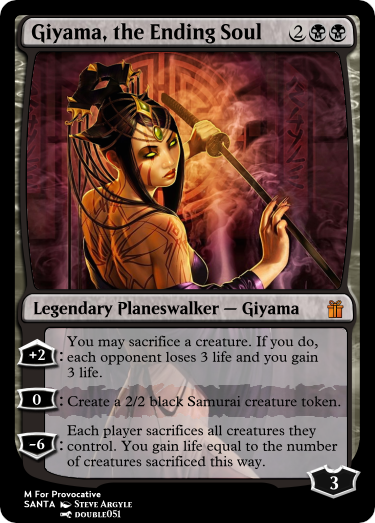 Giyama, the Ending Soul 2
Legendary Planeswalker — Giyama
+2: You may sacrifice a creature. If you do,
each opponent loses 3 life and you gain
3 life.
0: Create a 2/2 black Samurai creature token.
-6: Each player sacrifices all creatures they
control. You gain life equal to the number
of creatures sacrificed this way.
3
M For Provocative
SANTA Steve Argyle
double051